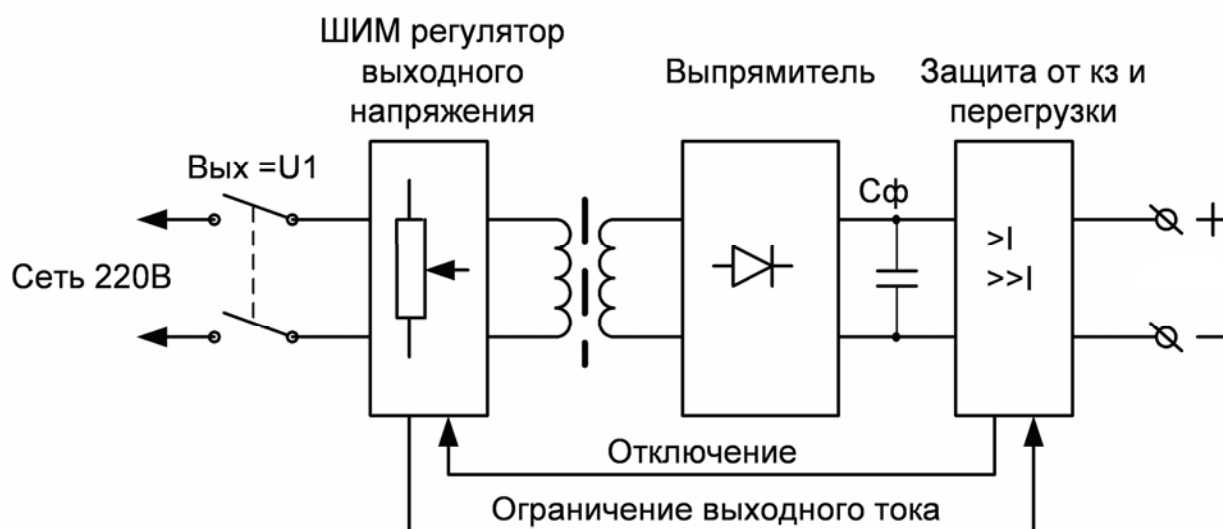 ШИМ регулятор
выходного
напряжения
Выпрямитель
Защита от кз и
перегрузки
Вых =U1
Сеть 220В
Сф
>I
>>I
+
−
Отключение
Ограничение выходного тока